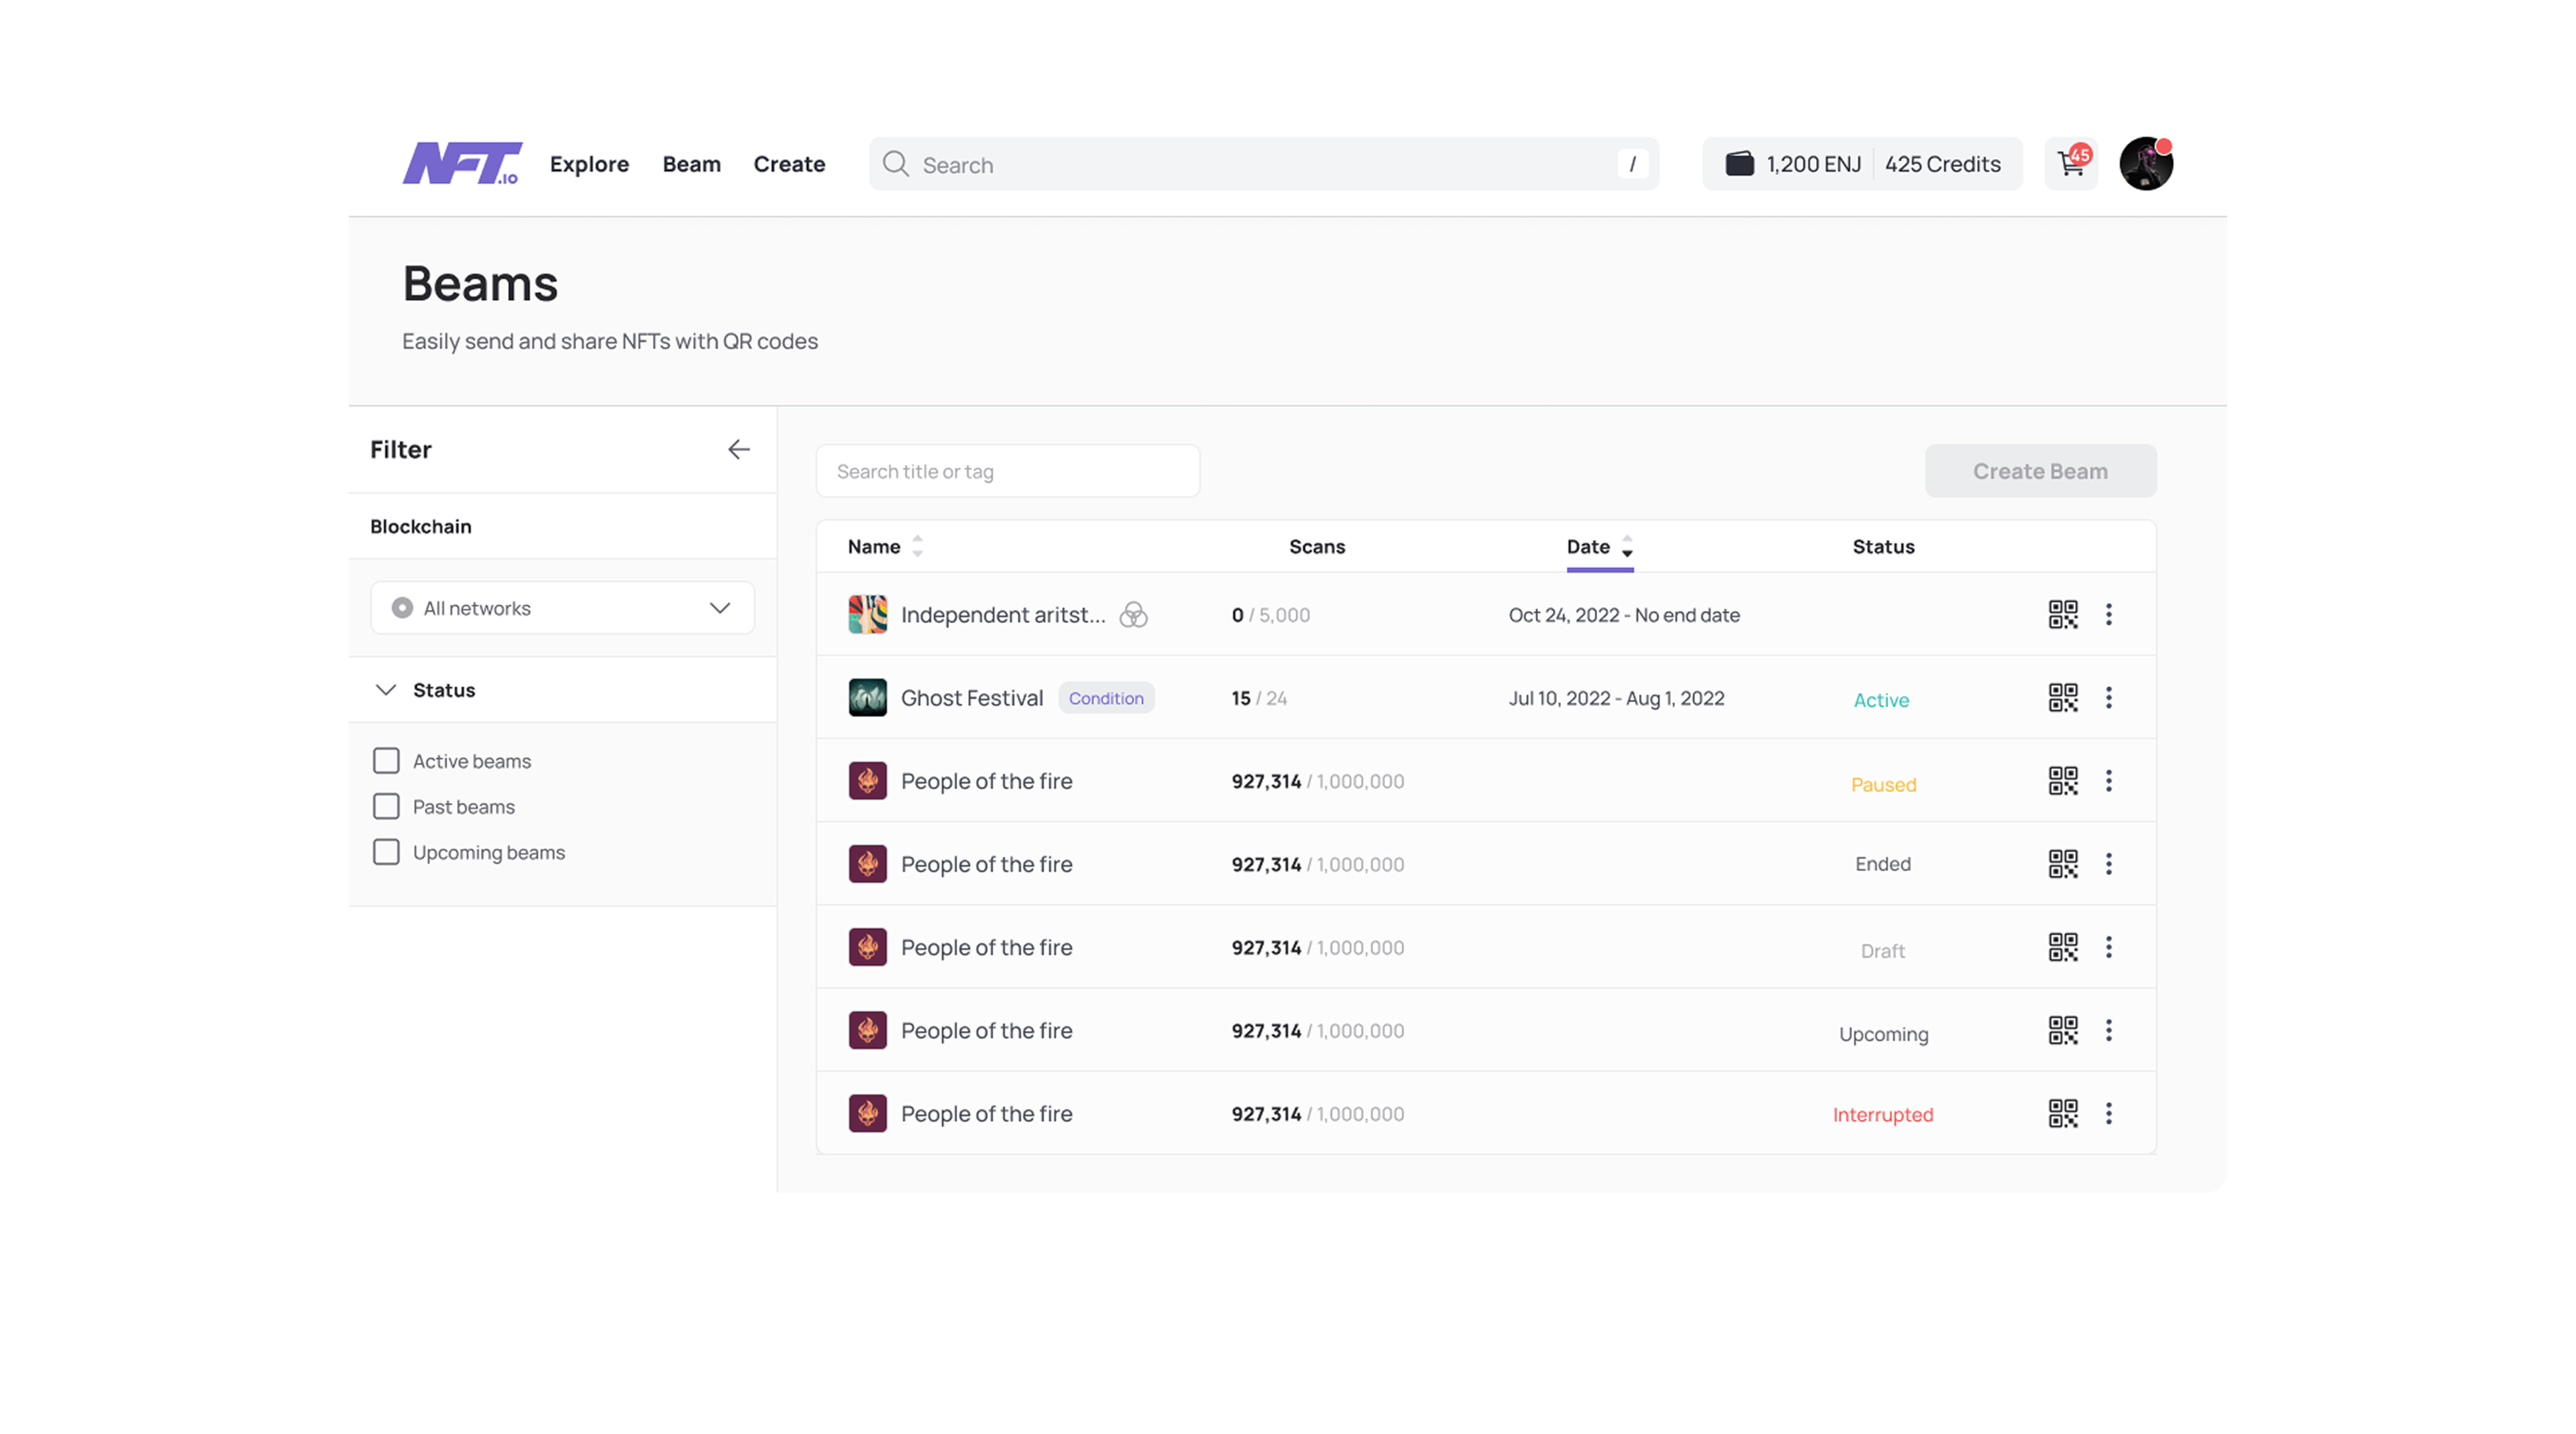 NFT.IO Explore Beam Create Search / 1,200 ENJ 425 Credits 45
Beams
Easily send and share NFTs with QR codes
Filter
Blockchain
All networks
Status
Active beams
Past beams
Upcoming beams
Search title or tag Create Beam
Name Scans Date Status
Independent aritst... 0 / 5,000 Oct 24, 2022 - No end date
Ghost Festival Condition 15 / 24 Jul 10, 2022 - Aug 1, 2022 Active
People of the fire 927,314 / 1,000,000 Paused
People of the fire 927,314 / 1,000,000 Ended
People of the fire 927,314 / 1,000,000 Draft
People of the fire 927,314 / 1,000,000 Upcoming
People of the fire 927,314 / 1,000,000 Interrupted